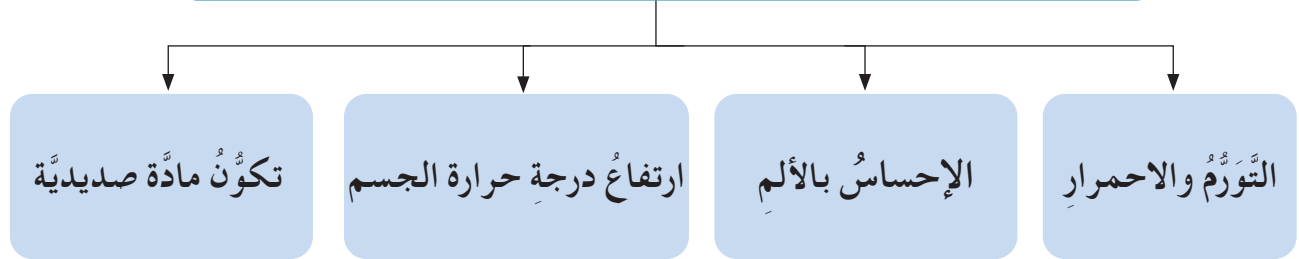 التَّوَرُّمُ والاحمرارِ
الإحساسُ بالألمِ
ارتفاعُ درجةِ حرارة الجسم
تكوُّنُ مادَّة صديديَّة